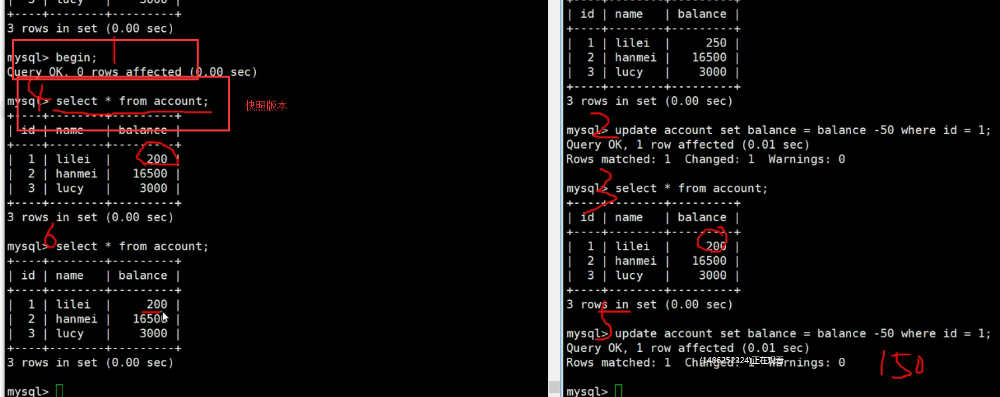 | 3 | lucy | 3000 |
+----+--------+---------+
3 rows in set (0.00 sec)
mysql> begin;
Query OK, 0 rows affected (0.00 sec)
1
mysql> select * from account;
4
快照版本
+----+--------+---------+
| id | name | balance |
+----+--------+---------+
| 1 | lilei | 200 |
| 2 | hanmei | 16500 |
| 3 | lucy | 3000 |
+----+--------+---------+
3 rows in set (0.00 sec)
6
mysql> select * from account;
+----+--------+---------+
| id | name | balance |
+----+--------+---------+
| 1 | lilei | 200 |
| 2 | hanmei | 16500 |
| 3 | lucy | 3000 |
+----+--------+---------+
3 rows in set (0.00 sec)
mysql>
+----+--------+---------+
| id | name | balance |
+----+--------+---------+
| 1 | lilei | 250 |
| 2 | hanmei | 16500 |
| 3 | lucy | 3000 |
+----+--------+---------+
3 rows in set (0.00 sec)
2
mysql> update account set balance = balance -50 where id = 1;
Query OK, 1 row affected (0.01 sec)
Rows matched: 1 Changed: 1 Warnings: 0
3
mysql> select * from account;
+----+--------+---------+
| id | name | balance |
+----+--------+---------+
| 1 | lilei | 200 |
| 2 | hanmei | 16500 |
| 3 | lucy | 3000 |
+----+--------+---------+
3 rows in set (0.00 sec)
5
mysql> update account set balance = balance -50 where id = 1;
Query OK, 1 row affected (0.01 sec)
Rows matched: 1 Changed: 1 Warnings: 0
(1486252324)正在观看
150
mysql>